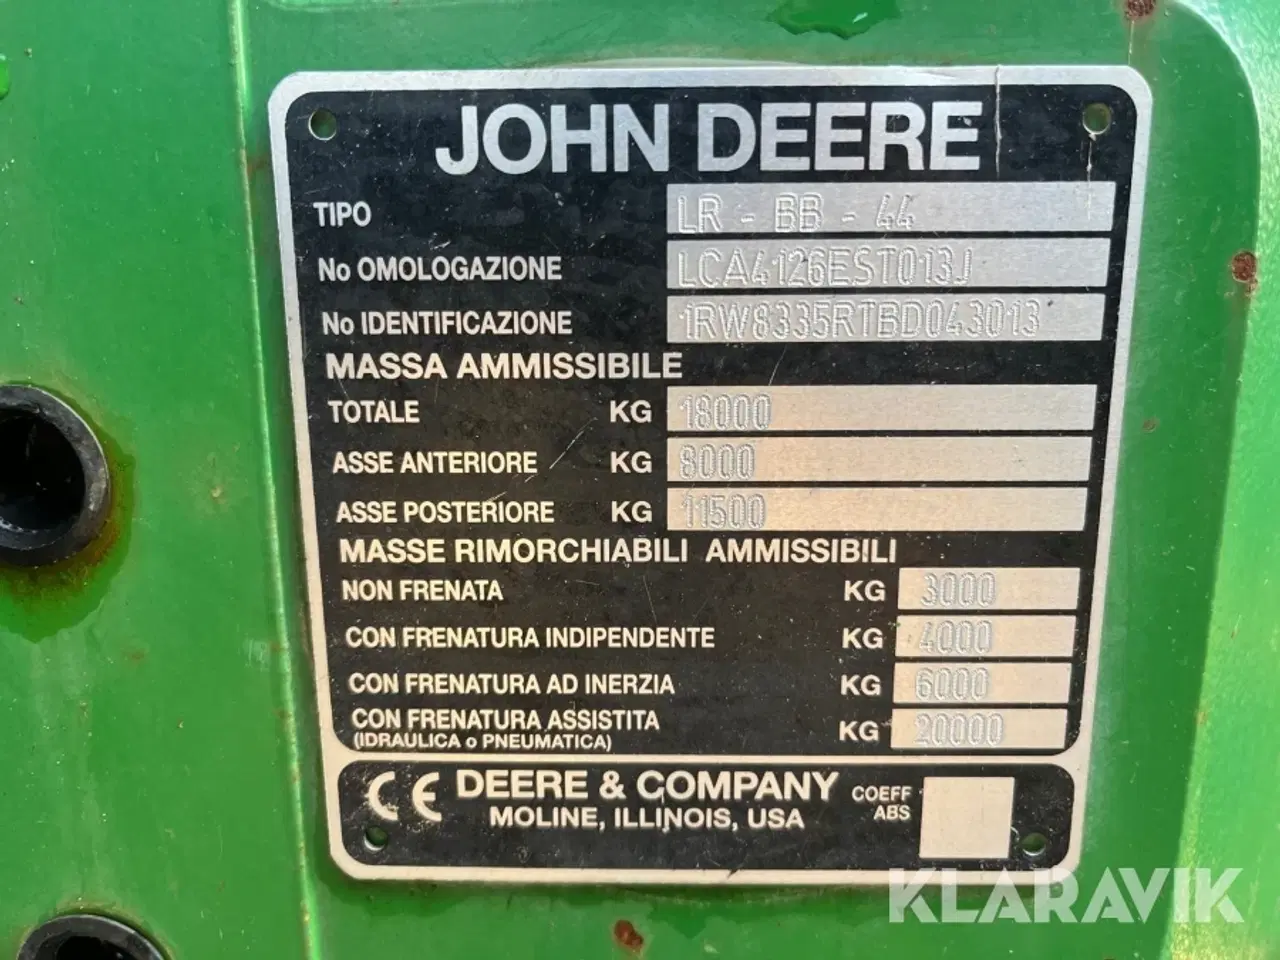 JOHN DEERE
TIPO LR - BB - 44
No OMOLOGAZIONE LCA4126EST013J
No IDENTIFICAZIONE 1RW8335RTBD043013
MASSA AMMISSIBILE
TOTALE KG 18000
ASSE ANTERIORE KG 8000
ASSE POSTERIORE KG 11500
MASSE RIMORCHIABILI AMMISSIBILI
NON FRENATA KG 3000
CON FRENATURA INDIPENDENTE KG 4000
CON FRENATURA AD INERZIA KG 6000
CON FRENATURA ASSISTITA
(IDRAULICA o PNEUMATICA) KG 20000
CE DEERE & COMPANY
MOLINE, ILLINOIS, USA
COEFF
ABS
KLARAVIK